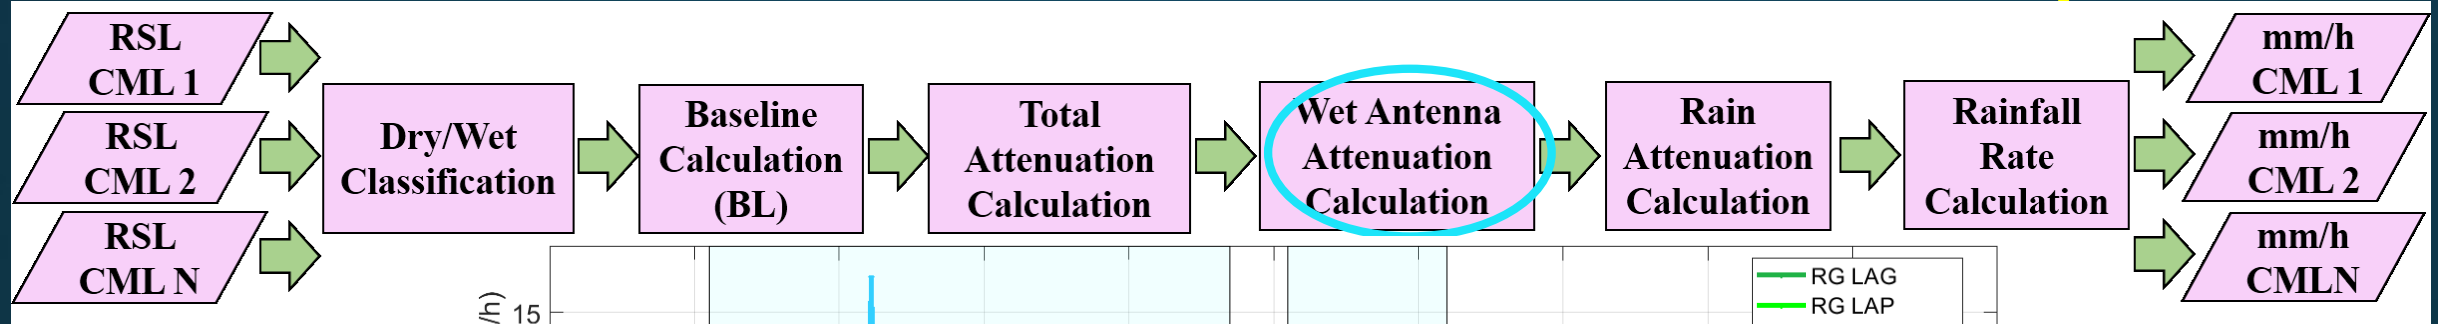 RSL
CML 1
RSL
CML 2
RSL
CML N
Dry/Wet
Classification
Baseline
Calculation
(BL)
Total
Attenuation
Calculation
Wet Antenna
Attenuation
Calculation
Rain
Attenuation
Calculation
Rainfall
Rate
Calculation
mm/h
CML 1
mm/h
CML 2
mm/h
CMLN
/h)
15
RG LAG
RG LAP